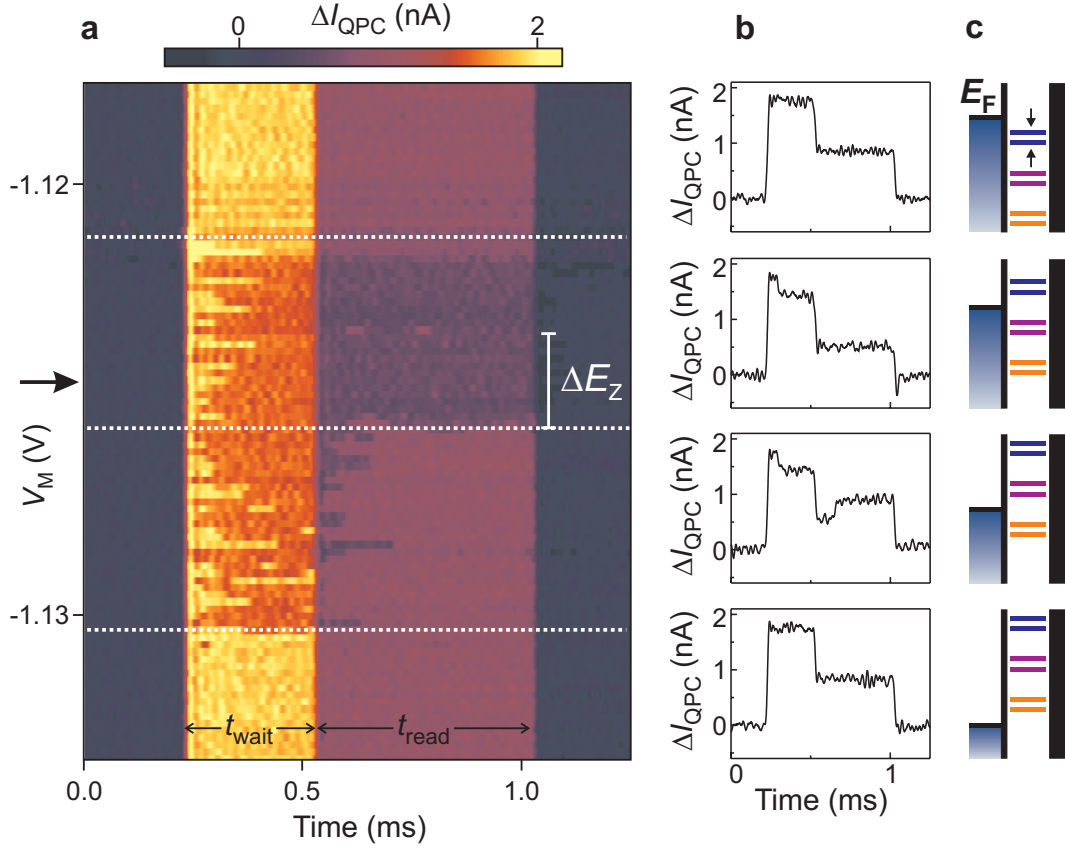 a
ΔI_QPC (nA)
0 2
-1.12
-1.13
V_M (V)
ΔE_Z
t_wait
t_read
0.0 0.5 1.0
Time (ms)
b
ΔI_QPC (nA)
2
1
0
ΔI_QPC (nA)
2
1
0
ΔI_QPC (nA)
2
1
0
ΔI_QPC (nA)
2
1
0
0 1
Time (ms)
c
E_F